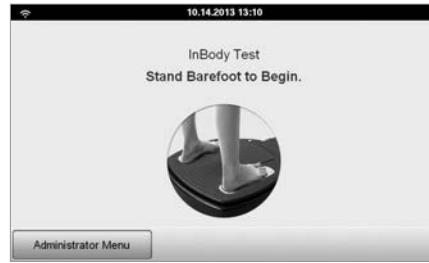 10.14.2013 13:10
InBody Test
Stand Barefoot to Begin.
Administrator Menu